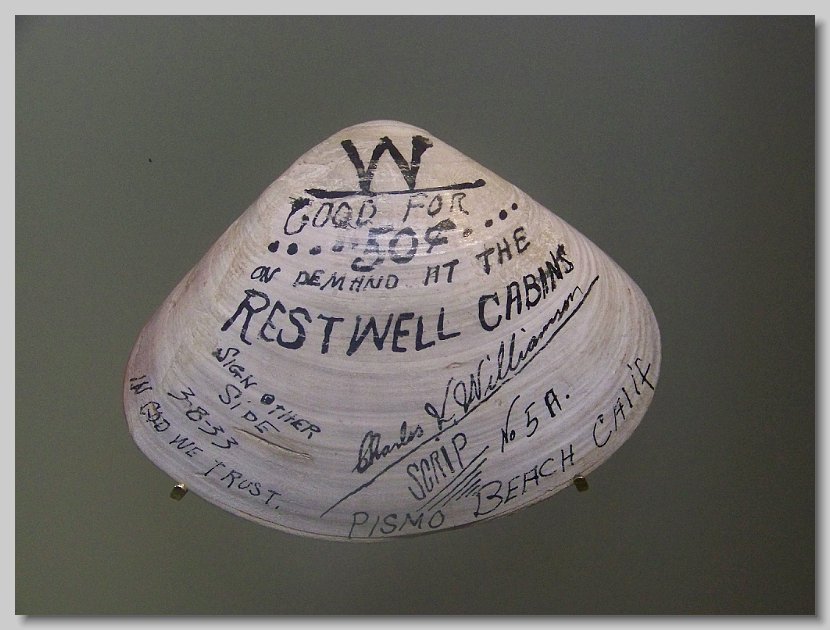 W
GOOD FOR
....50¢....
ON DEMAND AT THE
RESTWELL CABINS
SIGN OTHER
SIDE
3-8-33
IN GOD WE TRUST.
Charles K. Williamson
SCRIP No 5A.
PISMO BEACH CALIF